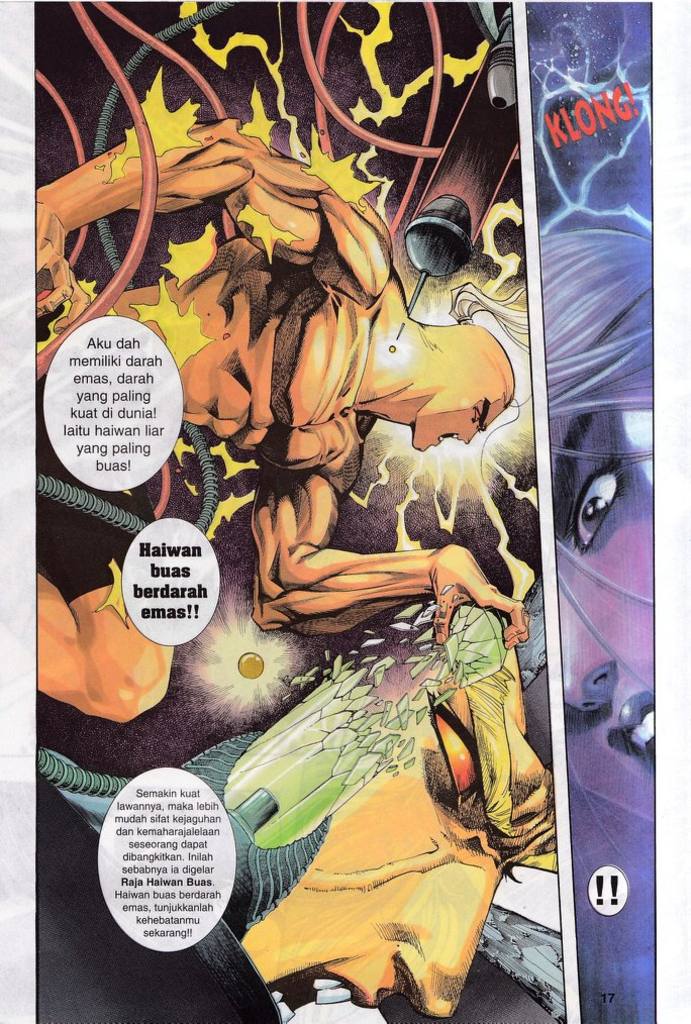 KLONG!
Aku dah
memiliki darah
emas, darah
yang paling
kuat di dunia!
Iaitu haiwan liar
yang paling
buas!
Haiwan
buas
berdarah
emas!!
Semakin kuat
lawannya, maka lebih
mudah sifat kejaguhan
dan kemaharajalelaan
seseorang dapat
dibangkitkan. Inilah
sebabnya ia digelar
Raja Haiwan Buas.
Haiwan buas berdarah
emas, tunjukkanlah
kehebatanmu
sekarang!!
!!
17